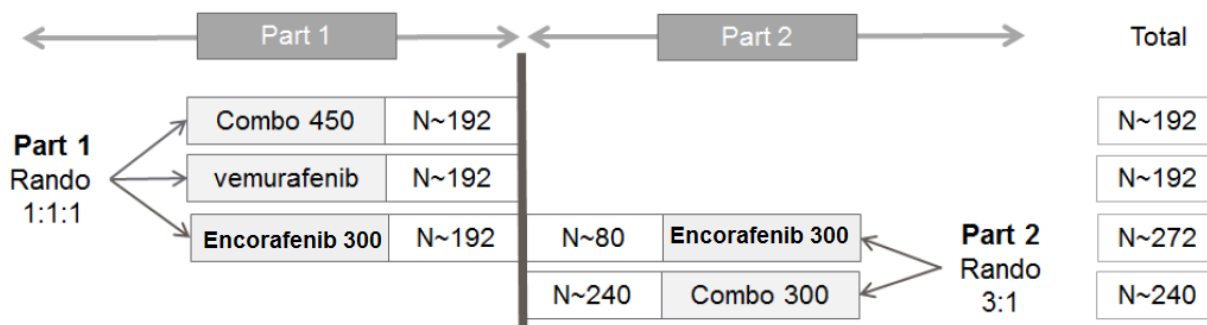 Part 1 Part 2 Total
Combo 450 N~192 N~192
Part 1
Rando
1:1:1
vemurafenib N~192 N~192
Encorafenib 300 N~192 N~80 Encorafenib 300 N~272
Part 2
Rando
3:1
N~240 Combo 300 N~240